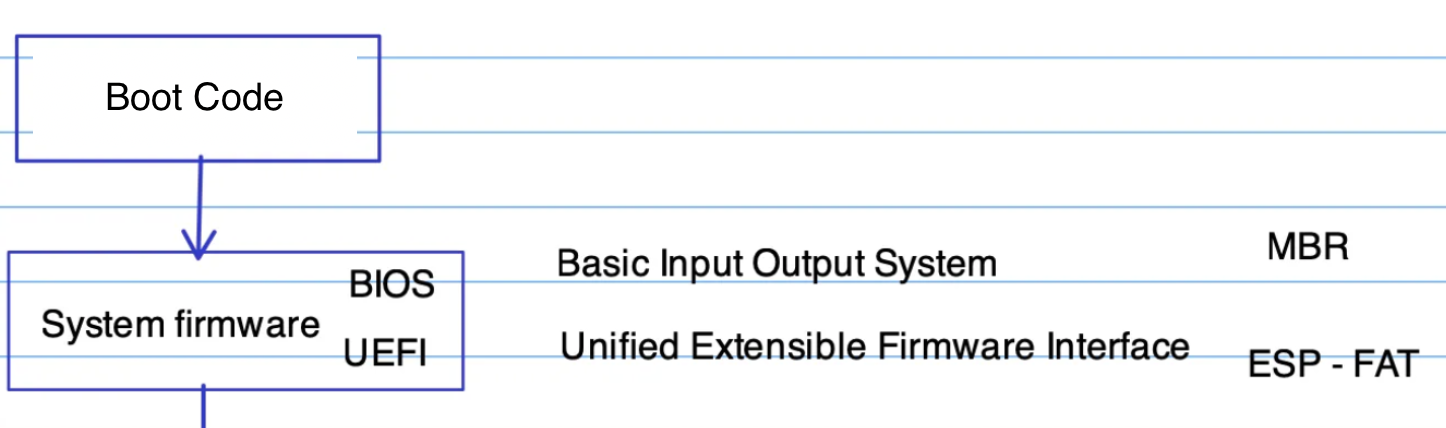 Boot Code
BIOS Basic Input Output System MBR
System firmware
UEFI Unified Extensible Firmware Interface ESP - FAT